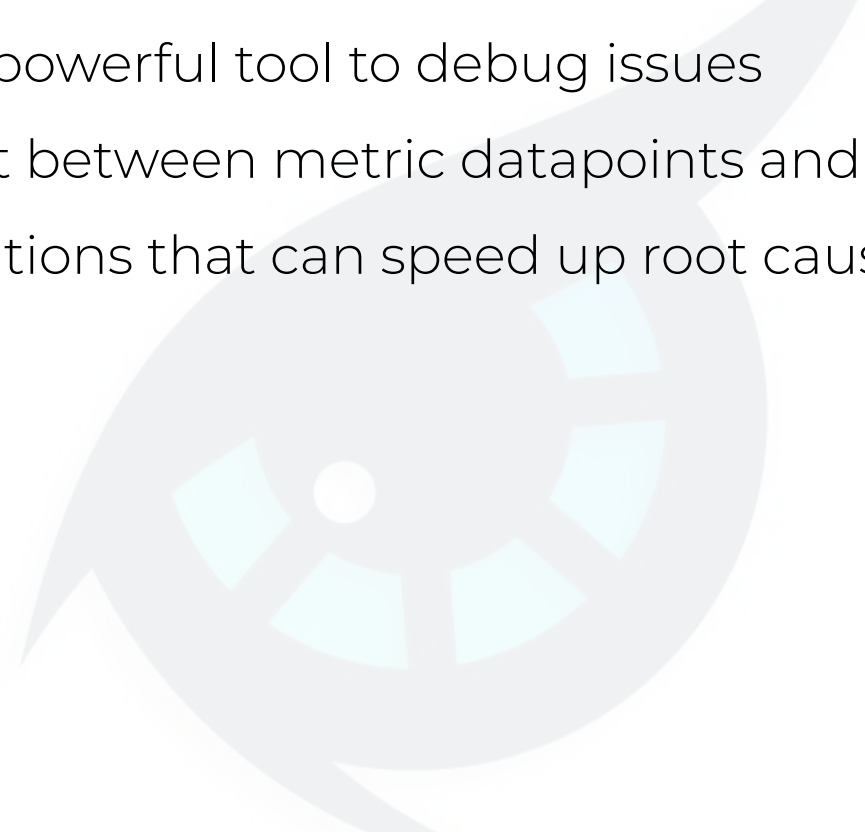 powerful tool to debug issues
t between metric datapoints and
tions that can speed up root caus